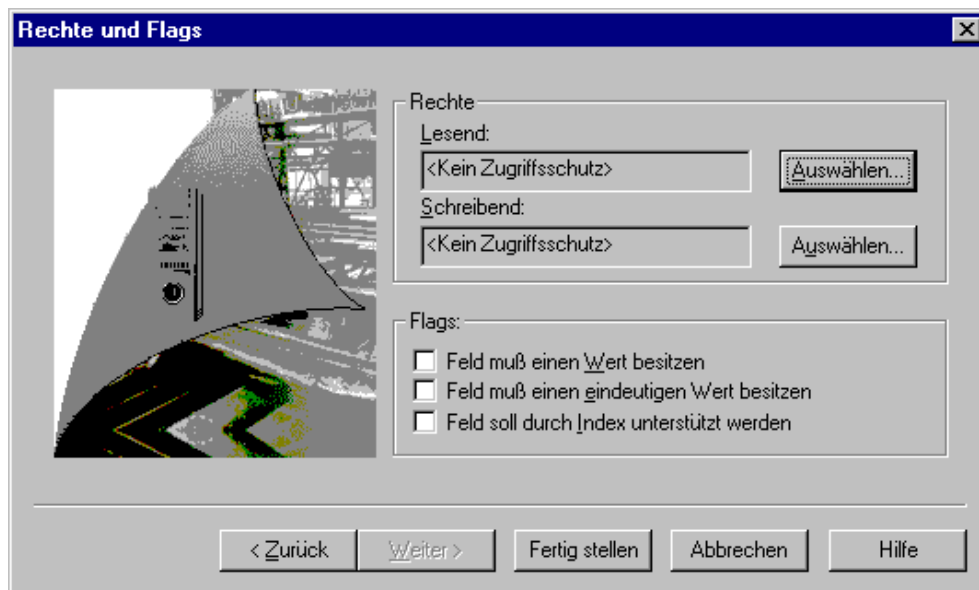 Rechte und Flags
Rechte
Lesend:
<Kein Zugriffsschutz>
Auswählen...
Schreibend:
<Kein Zugriffsschutz>
Auswählen...
Flags:
Feld muß einen Wert besitzen
Feld muß einen eindeutigen Wert besitzen
Feld soll durch Index unterstützt werden
< Zurück
Weiter >
Fertig stellen
Abbrechen
Hilfe